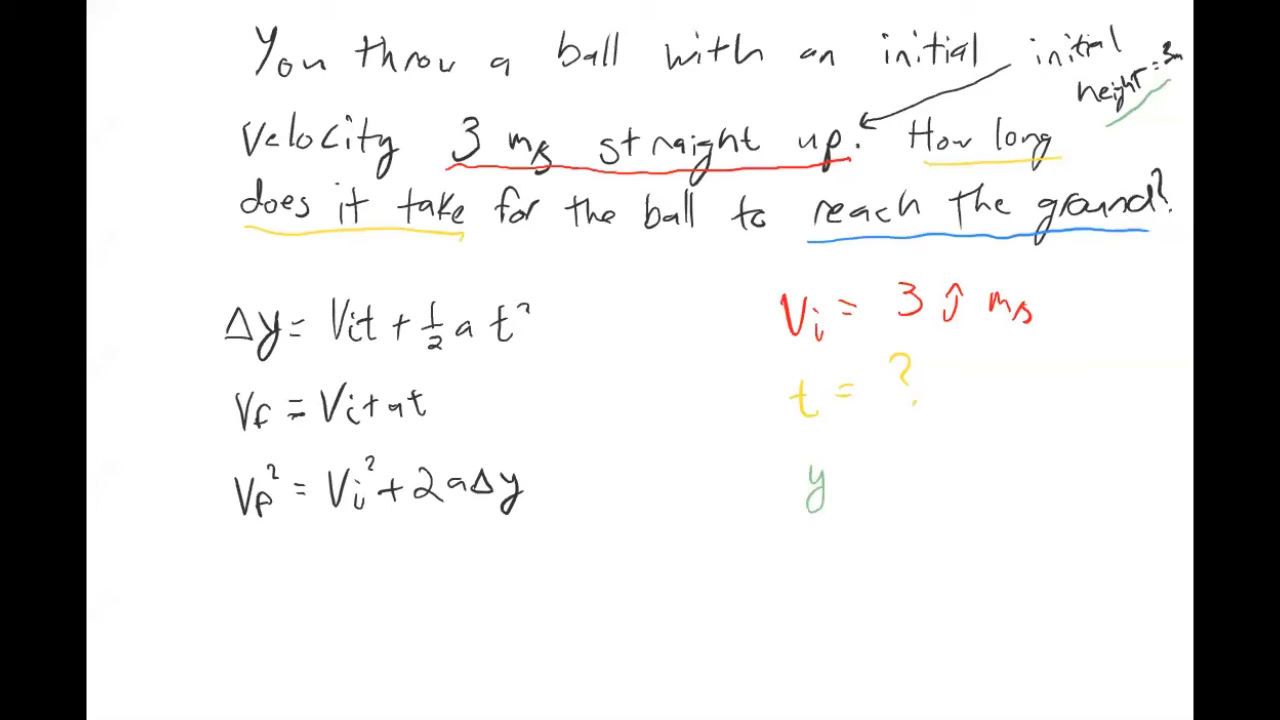 You throw a ball with an initial initial
height = 3m
velocity 3 m/s straight up. How long
does it take for the ball to reach the ground?
Δy = Vit + 1/2 a t²
Vi = 3 ĵ m/s
t = ?
Vf = Vi + at
Vf² = Vi² + 2aΔy
y